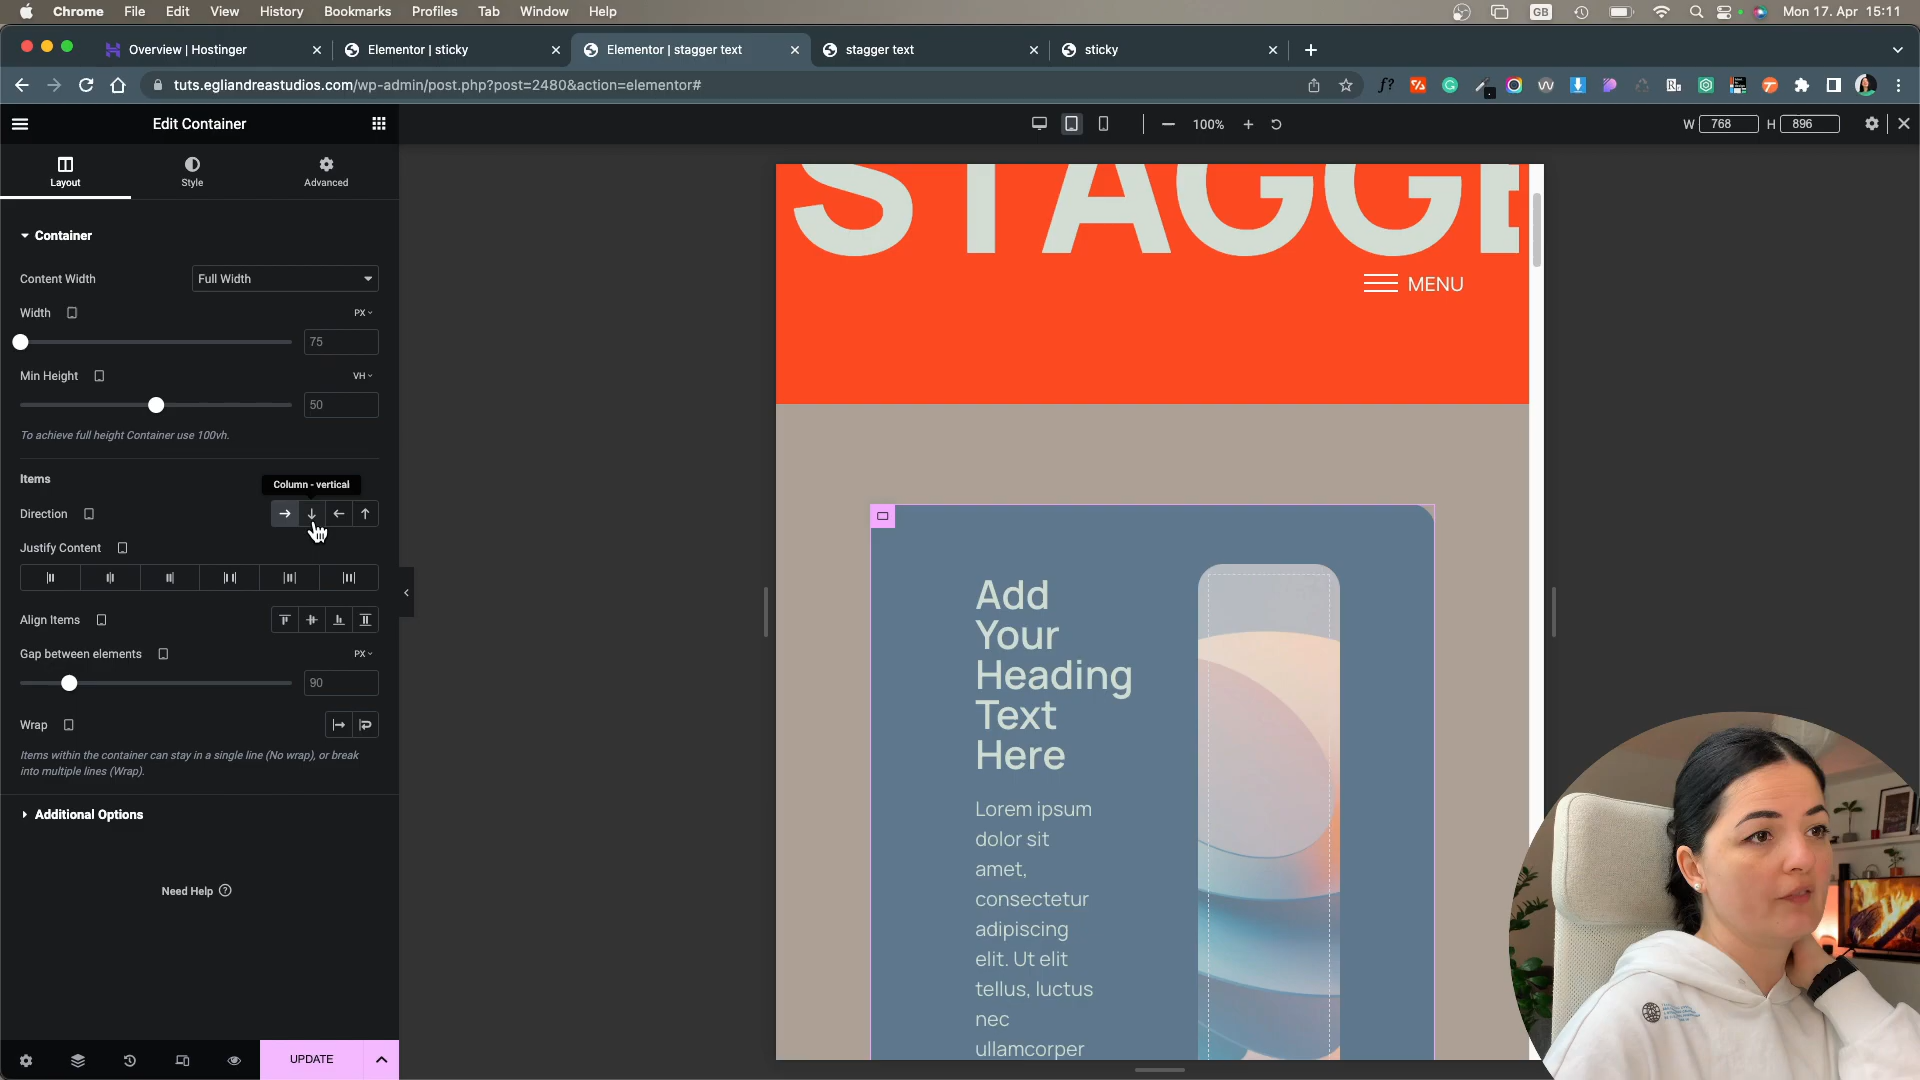 Chrome File Edit View History Bookmarks Profiles Tab Window Help GB Mon 17. Apr 15:11
Overview | Hostinger Elementor | sticky Elementor | stagger text stagger text sticky
tuts.egliandreastudios.com/wp-admin/post.php?post=2480&action=elementor#
Edit Container 100% W 768 H 896
Layout Style Advanced
STAGGE
MENU
Container
Content Width Full Width
Width PX
75
Min Height VH
50
To achieve full height Container use 100vh.
Items
Column - vertical
Direction
Justify Content
Align Items
Gap between elements PX
90
Wrap
Items within the container can stay in a single line (No wrap), or break
into multiple lines (Wrap).
Additional Options
Need Help
UPDATE
Add
Your
Heading
Text
Here
Lorem ipsum
dolor sit
amet,
consectetur
adipiscing
elit. Ut elit
tellus, luctus
nec
ullamcorper